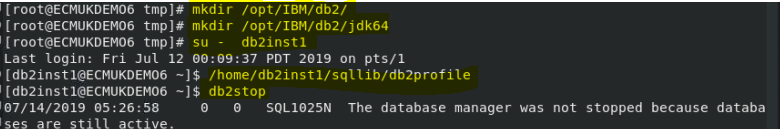 [root@ECMUKDEMO6 tmp]# mkdir /opt/IBM/db2/
[root@ECMUKDEMO6 tmp]# mkdir /opt/IBM/db2/jdk64
[root@ECMUKDEMO6 tmp]# su -  db2inst1
Last login: Fri Jul 12 00:09:37 PDT 2019 on pts/1
[db2inst1@ECMUKDEMO6 ~]$ /home/db2inst1/sqllib/db2profile
[db2inst1@ECMUKDEMO6 ~]$ db2stop
07/14/2019 05:26:58     0   0   SQL1025N  The database manager was not stopped because databa
ses are still active.